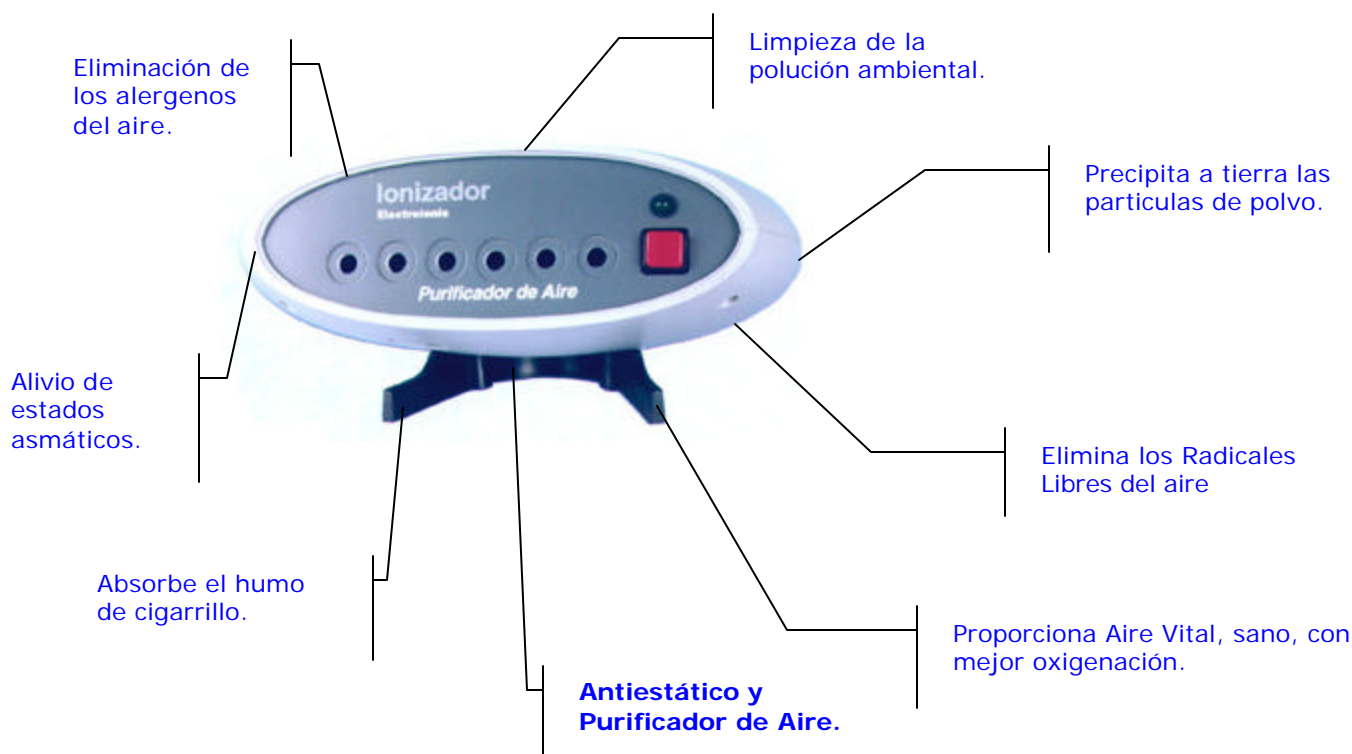 Eliminación de
los alergenos
del aire.
Limpieza de la
polución ambiental.
Precipita a tierra las
particulas de polvo.
Ionizador
Electroionic
Purificador de Aire
Alivio de
estados
asmáticos.
Elimina los Radicales
Libres del aire
Absorbe el humo
de cigarrillo.
Proporciona Aire Vital, sano, con
mejor oxigenación.
Antiestático y
Purificador de Aire.